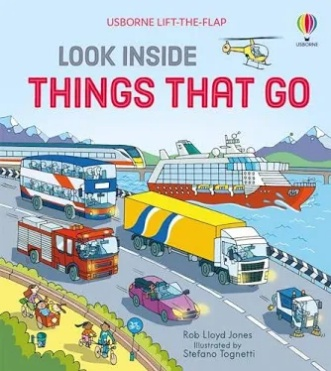 USBORNE LIFT-THE-FLAP
USBORNE
LOOK INSIDE
THINGS THAT GO
Rob Lloyd Jones
Illustrated by
Stefano Tognetti